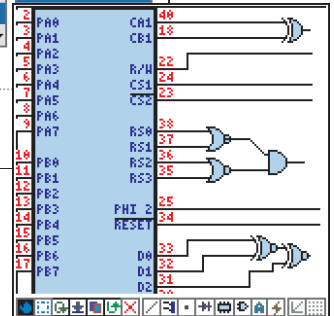 2 PA0 CA1 40
3 PA1 CB1 18
4 PA2
5 PA3 R/W 22
6 PA4 CS1 24
7 PA5 CS2 23
8 PA6
9 PA7 RS0 38
RS1 37
10 PB0 RS2 36
11 PB1 RS3 35
12 PB2
13 PB3 PHI 2 25
14 PB4 RESET 34
15 PB5
16 PB6 D0 33
17 PB7 D1 32
D2 31